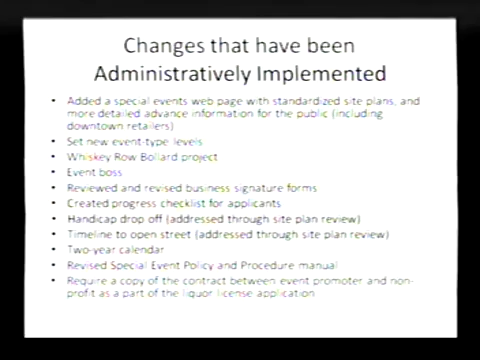 Changes that have been
Administratively Implemented
• Added a special events web page with standardized site plans, and
more detailed advance information for the public (including
downtown retailers)
• Set new event-type levels
• Whiskey Row Bollard project
• Event boss
• Reviewed and revised business signature forms
• Created progress checklist for applicants
• Handicap drop off (addressed through site plan review)
• Timeline to open street (addressed through site plan review)
• Two-year calendar
• Revised Special Event Policy and Procedure manual
• Require a copy of the contract between event promoter and non-
profit as a part of the liquor license application